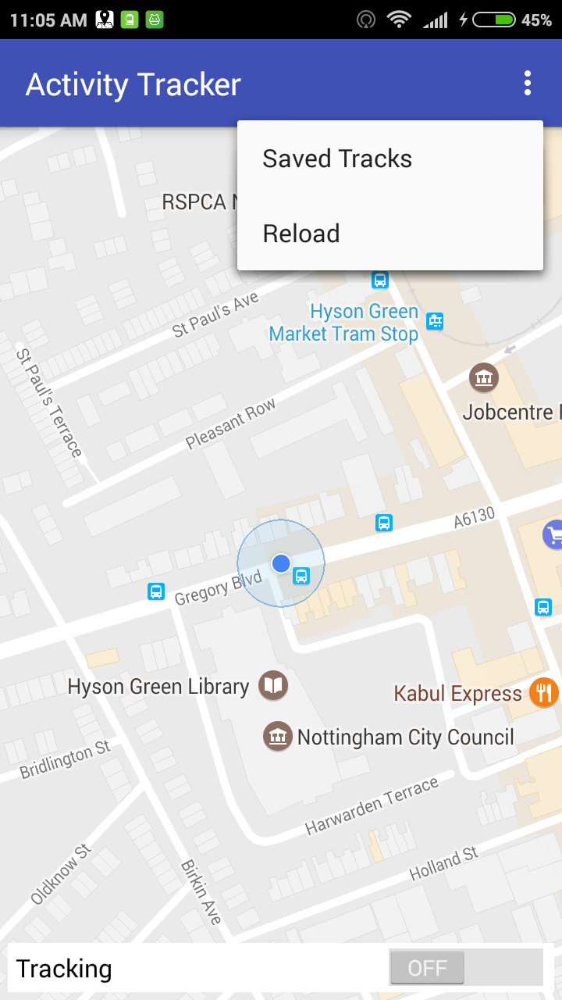 11:05 AM
45%
Activity Tracker
Saved Tracks
Reload
RSPCA
St Paul's Ave
Hyson Green
Market Tram Stop
St Paul's Terrace
Jobcentre
Pleasant Row
A6130
Gregory Blvd
Hyson Green Library
Kabul Express
Nottingham City Council
Bridlington St
Harwarden Terrace
Oldknow St
Holland St
Birkin Ave
Tracking
OFF